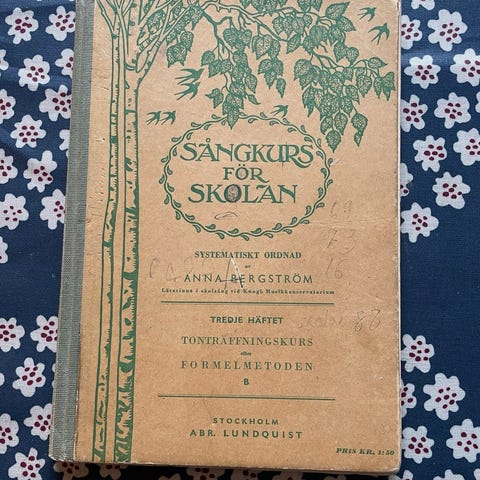 SÅNGKURS
FÖR
SKOLAN
SYSTEMATISKT ORDNAD
av
ANNA BERGSTRÖM
Lärarinna i skolsång vid Kungl. Musikkonservatorium
TREDJE HÄFTET
TONTRÄFFNINGSKURS
efter
FORMELMETODEN
B
STOCKHOLM
ABR. LUNDQUIST
PRIS KR. 1:50